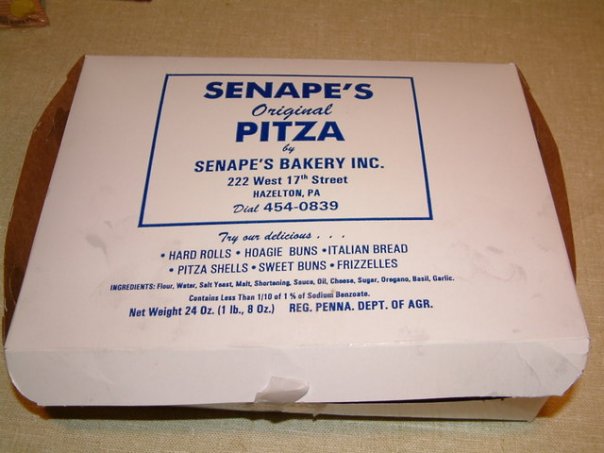 SENAPE'S
Original
PITZA
by
SENAPE'S BAKERY INC.
222 West 17th Street
HAZELTON, PA
Dial 454-0839
Try our delicious . . .
• HARD ROLLS • HOAGIE BUNS • ITALIAN BREAD
• PITZA SHELLS • SWEET BUNS • FRIZZELLES
INGREDIENTS: Flour, Water, Salt Yeast, Malt, Shortening, Sauce, Oil, Cheese, Sugar, Oregano, Basil, Garlic.
Contains Less Than 1/10 of 1 % of Sodium Benzoate.
Net Weight 24 Oz. (1 lb., 8 Oz.) REG. PENNA. DEPT. OF AGR.